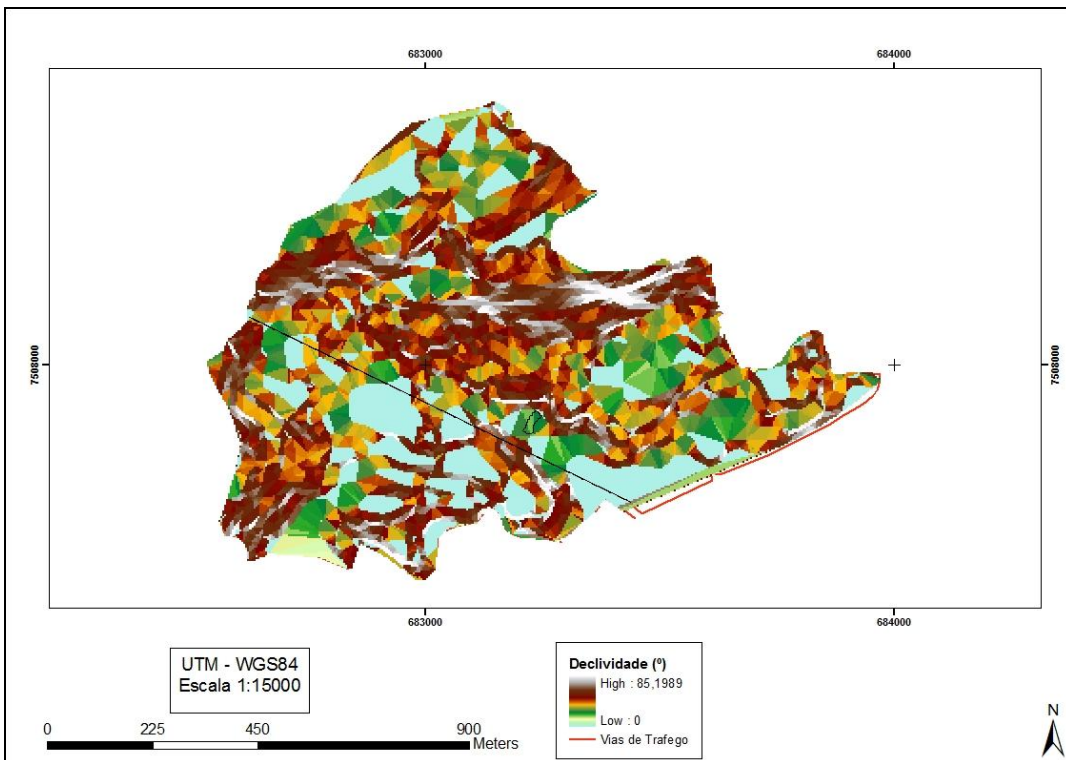 683000
684000
7508000
7508000
683000
684000
UTM - WGS84
Escala 1:15000
0
225
450
900
Meters
Declividade (º)
High : 85,1989
Low : 0
Vias de Trafego
N